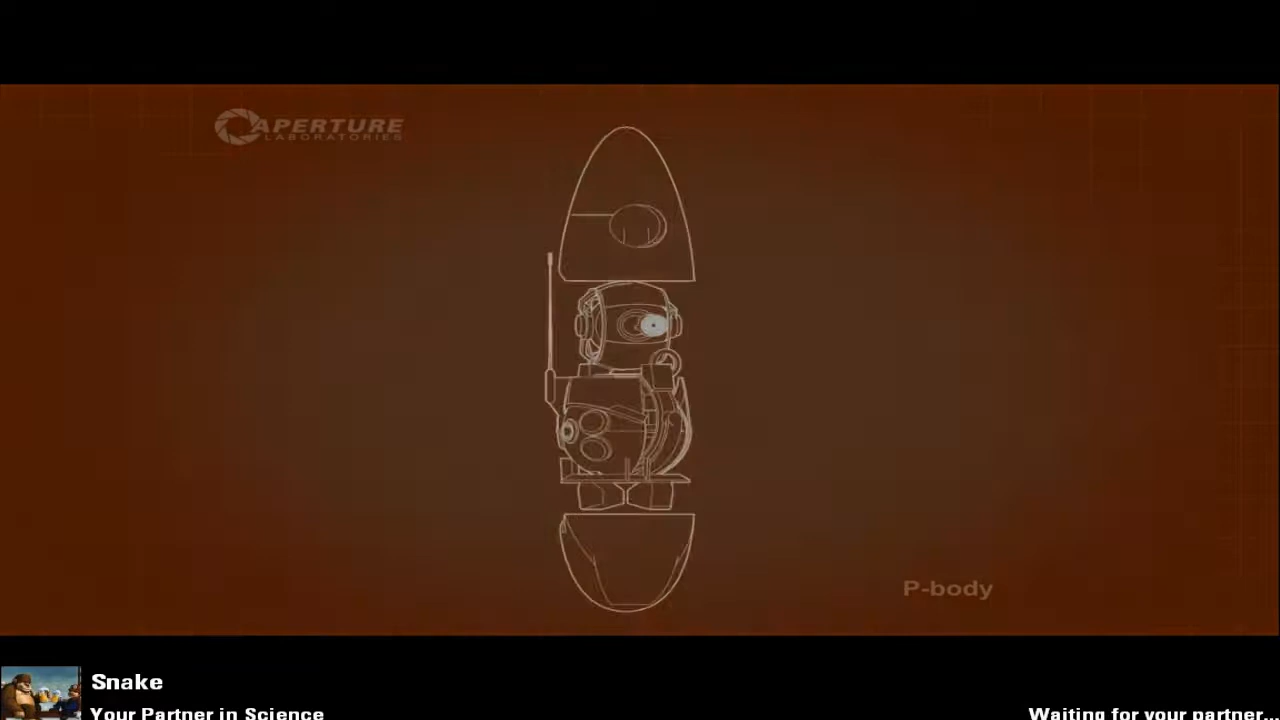 APERTURE
LABORATORIES
P-body
Snake
Your Partner in Science
Waiting for your partner...